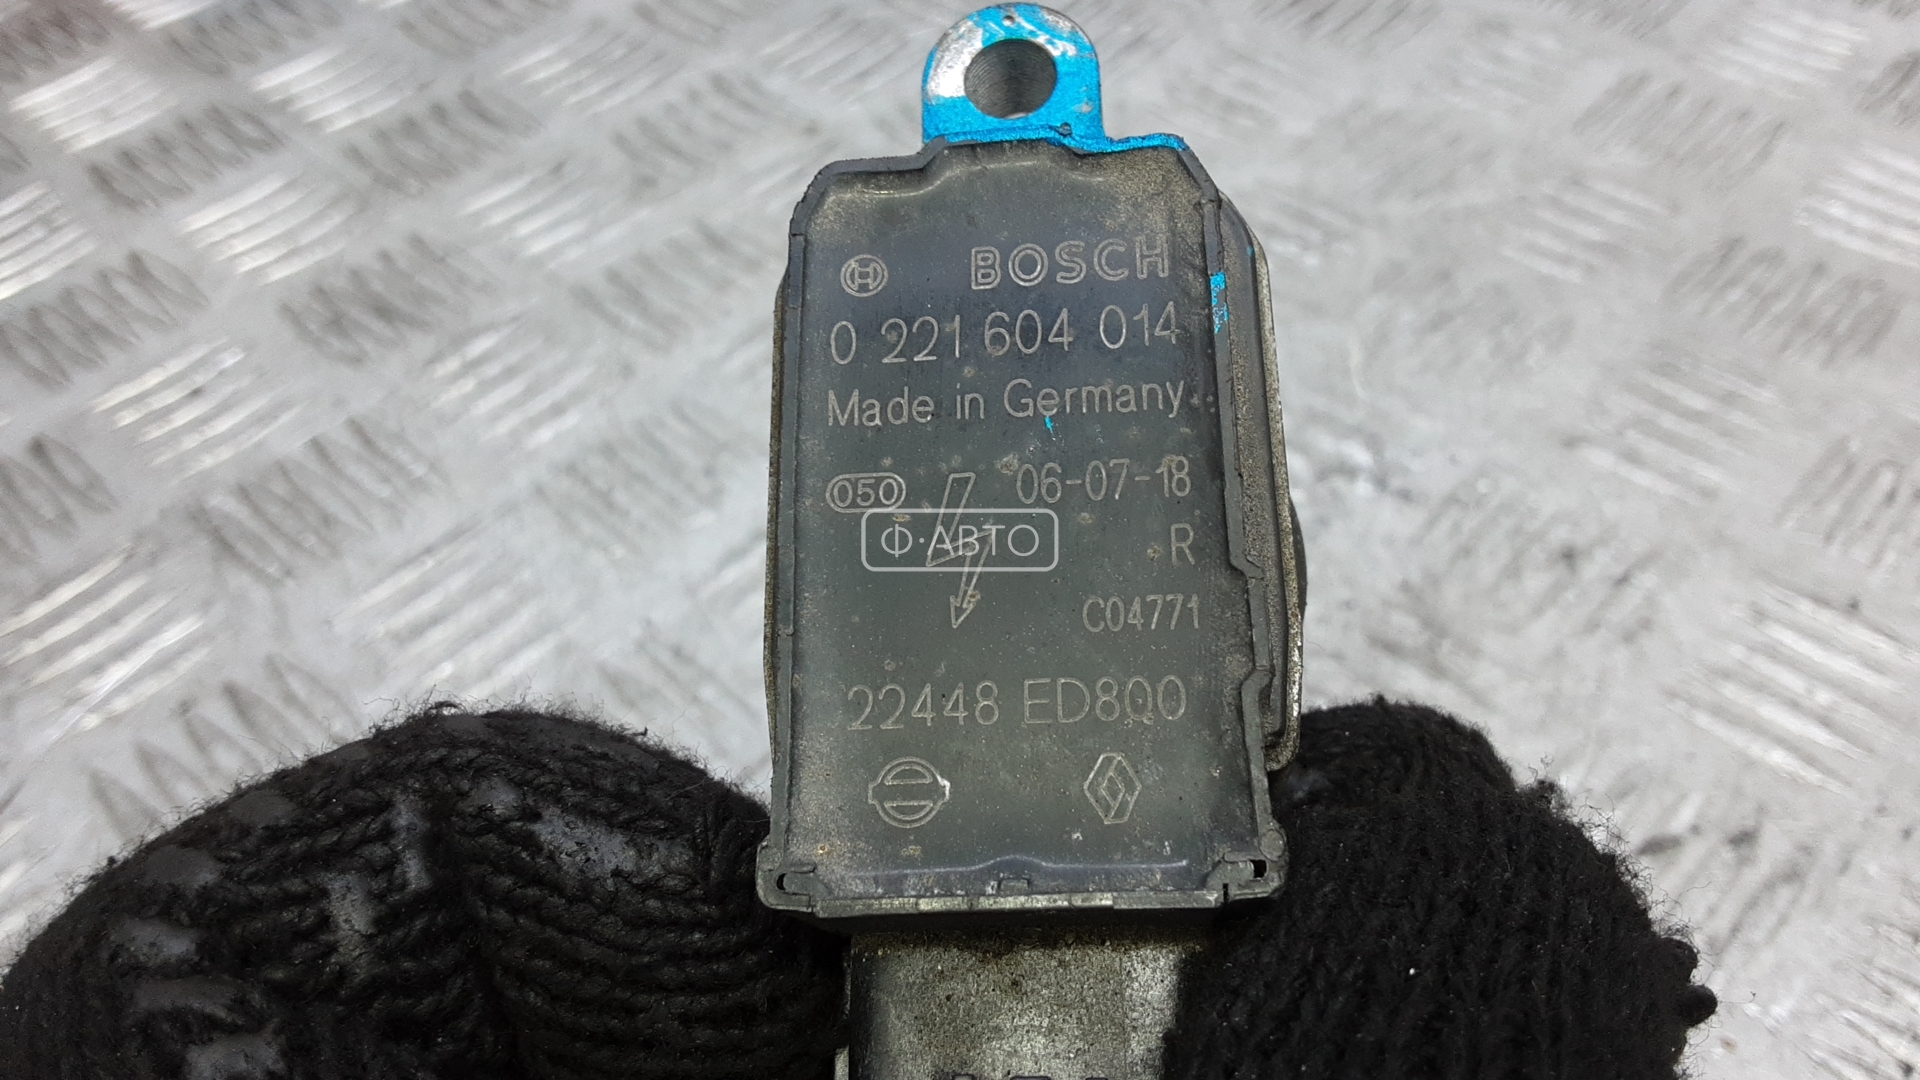 BOSCH
0 221 604 014
Made in Germany
050 06-07-18
Ф·АВТО
R
C04771
22448 ED800